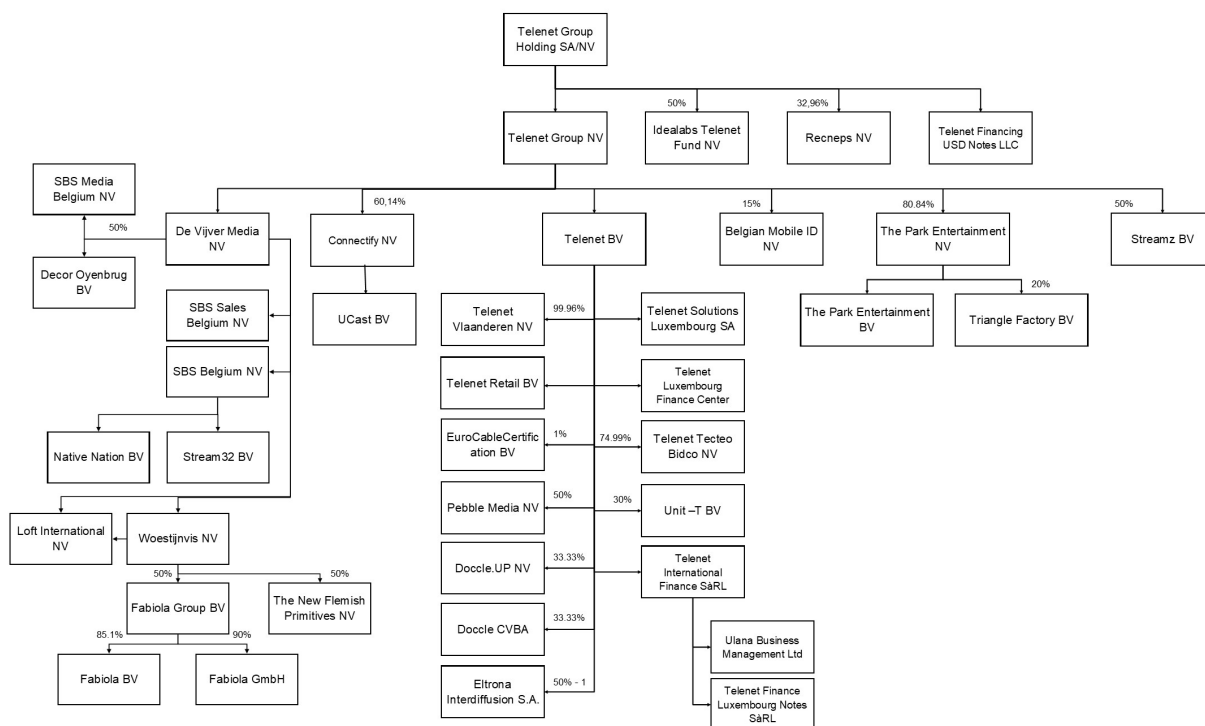 Telenet Group
Holding SA/NV
50%
32,96%
Telenet Group NV
Idealabs Telenet
Fund NV
Recneps NV
Telenet Financing
USD Notes LLC
SBS Media
Belgium NV
60,14%
15%
80.84%
50%
50%
De Vijver Media
NV
Connectify NV
Telenet BV
Belgian Mobile ID
NV
The Park Entertainment
NV
Streamz BV
Decor Oyenbrug
BV
20%
SBS Sales
Belgium NV
UCast BV
Telenet
Vlaanderen NV
99.96%
Telenet Solutions
Luxembourg SA
The Park Entertainment
BV
Triangle Factory BV
SBS Belgium NV
Telenet Retail BV
Telenet
Luxembourg
Finance Center
Native Nation BV
Stream32 BV
EuroCableCertific
ation BV
1%
74.99%
Telenet Tecteo
Bidco NV
Loft International
NV
Woestijnvis NV
Pebble Media NV
50%
30%
Unit –T BV
50%
50%
Doccle.UP NV
33.33%
Telenet
International
Finance SàRL
Fabiola Group BV
The New Flemish
Primitives NV
Doccle CVBA
33.33%
85.1%
90%
Ulana Business
Management Ltd
Fabiola BV
Fabiola GmbH
Eltrona
Interdiffusion S.A.
50% - 1
Telenet Finance
Luxembourg Notes
SàRL